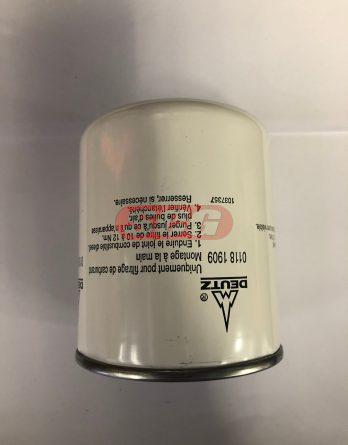 DEUTZ
®
0118 1909
Uniquement pour filtrage de carburant
Montage à la main
1. Enduire le joint de combustible diesel.
2. Serrer le filtre de 10 à 12 Nm.
3. Purger jusqu'à ce qu'il n'apparaisse
plus de bulles d'air.
4. Vérifier l'étanchéité.
Resserrer, si nécessaire.
1037357